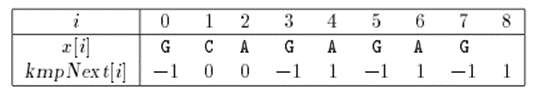 i 0 1 2 3 4 5 6 7 8
x[i] G C A G A G A G
kmpNext[i] −1 0 0 −1 1 −1 1 −1 1